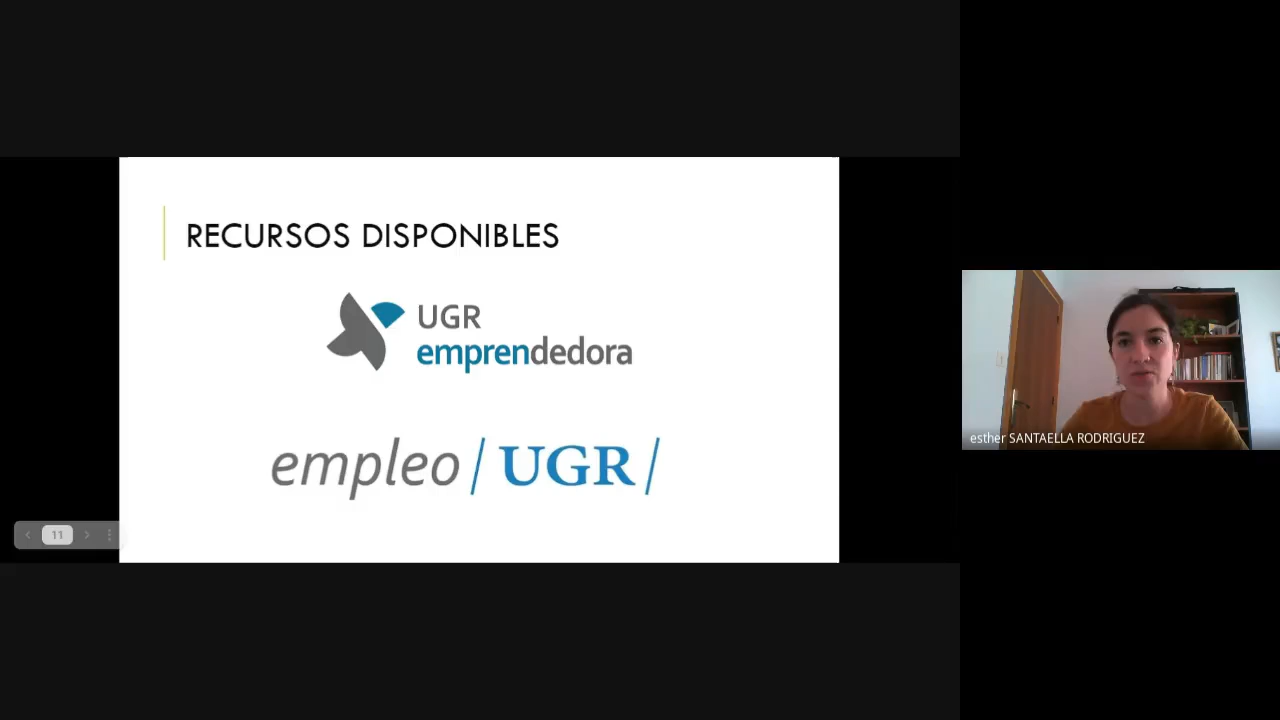 RECURSOS DISPONIBLES
UGR
emprendedora
empleo / UGR /
11
esther SANTAELLA RODRIGUEZ